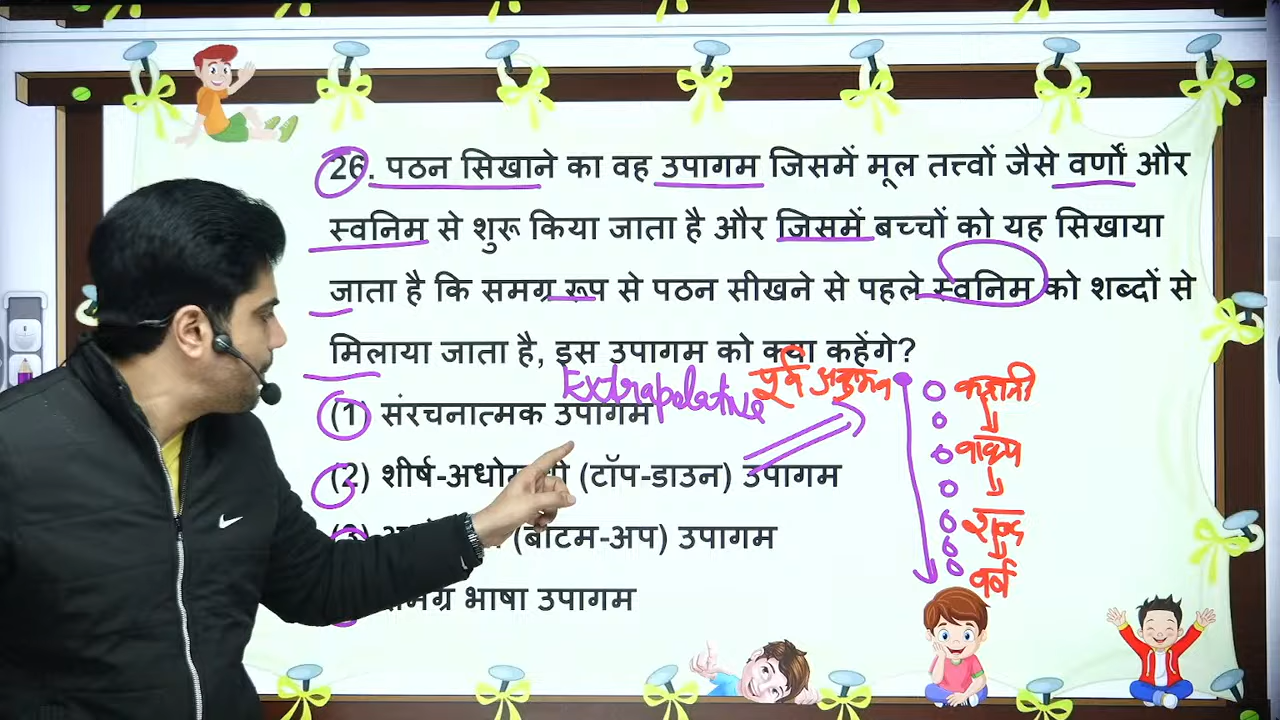 26. पठन सिखाने का वह उपागम जिसमें मूल तत्त्वों जैसे वर्णों और
स्वनिम से शुरू किया जाता है और जिसमें बच्चों को यह सिखाया
जाता है कि समग्र रूप से पठन सीखने से पहले स्वनिम को शब्दों से
मिलाया जाता है, इस उपागम को क्या कहेंगे?
(1) संरचनात्मक उपागम
Extrapolative
पूर्व
(2) शीर्ष (टॉप-डाउन) उपागम
(बॉटम-अप) उपागम
भाषा उपागम
कहानी
वाक्य
शब्द
वर्ण